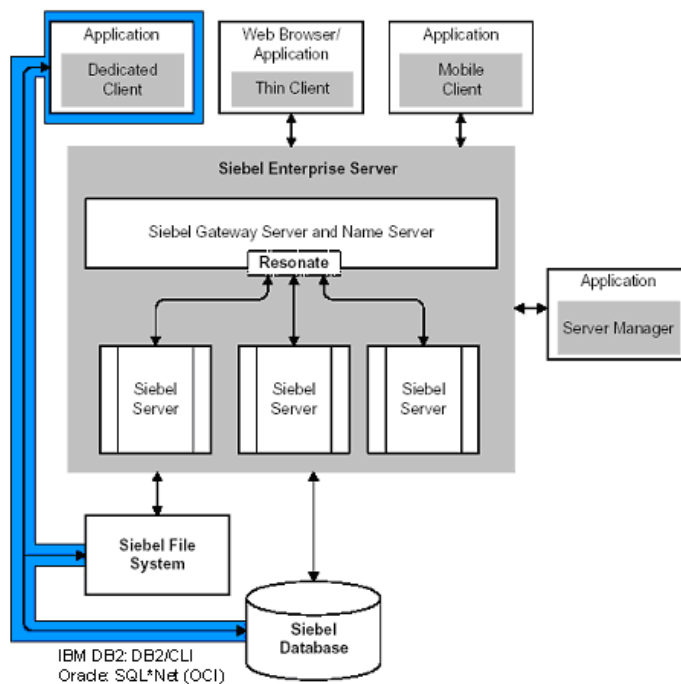 Application
Dedicated
Client
Web Browser/
Application
Thin Client
Application
Mobile
Client
Siebel Enterprise Server
Siebel Gateway Server and Name Server
Resonate
Application
Server Manager
Siebel
Server
Siebel
Server
Siebel
Server
Siebel File
System
Siebel
Database
IBM DB2: DB2/CLI
Oracle: SQL*Net (OCI)